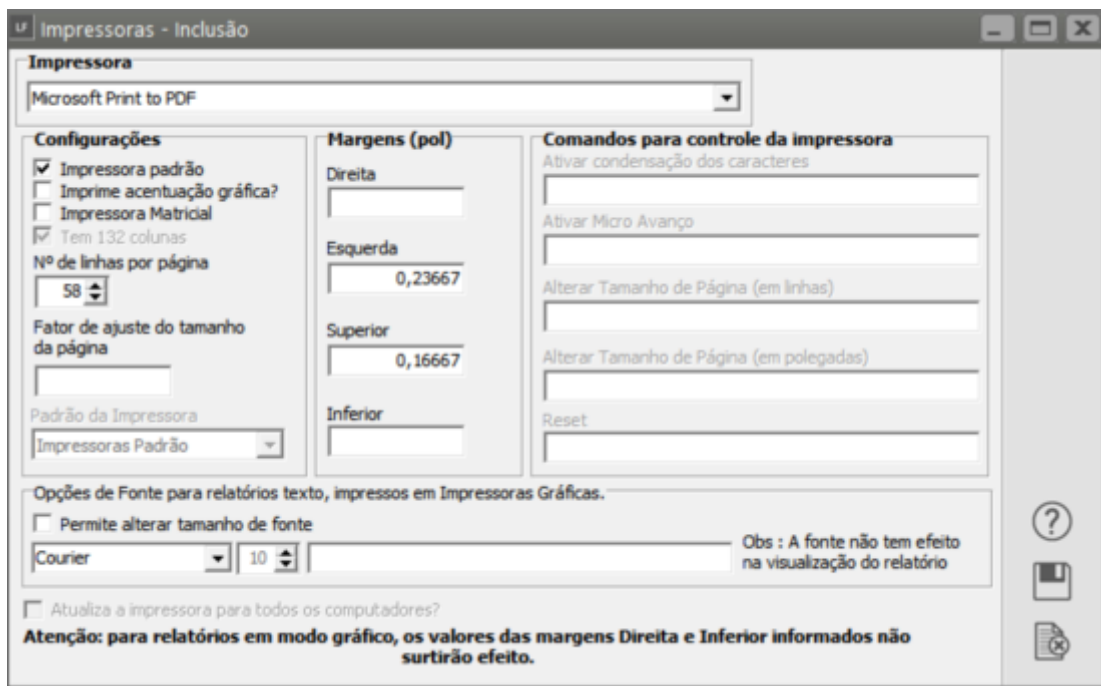 LF Impressoras - Inclusão
Impressora
Microsoft Print to PDF
Configurações
Impressora padrão
Imprime acentuação gráfica?
Impressora Matricial
Tem 132 colunas
Nº de linhas por página
58
Fator de ajuste do tamanho
da página
Padrão da Impressora
Impressoras Padrão
Margens (pol)
Direita
Esquerda
0,23667
Superior
0,16667
Inferior
Comandos para controle da impressora
Ativar condensação dos caracteres
Ativar Micro Avanço
Alterar Tamanho de Página (em linhas)
Alterar Tamanho de Página (em polegadas)
Reset
Opções de Fonte para relatórios texto, impressos em Impressoras Gráficas.
Permite alterar tamanho de fonte
Courier 10
Obs : A fonte não tem efeito
na visualização do relatório
Atualiza a impressora para todos os computadores?
Atenção: para relatórios em modo gráfico, os valores das margens Direita e Inferior informados não
surtirão efeito.